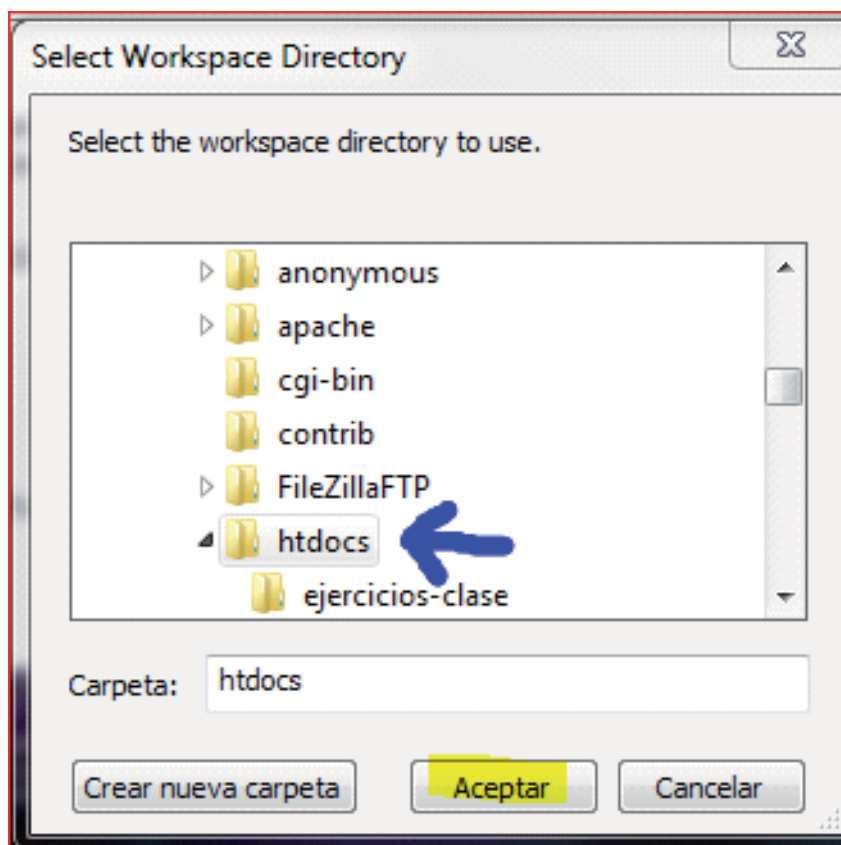 Select Workspace Directory
Select the workspace directory to use.
anonymous
apache
cgi-bin
contrib
FileZillaFTP
htdocs
ejercicios-clase
Carpeta: htdocs
Crear nueva carpeta Aceptar Cancelar